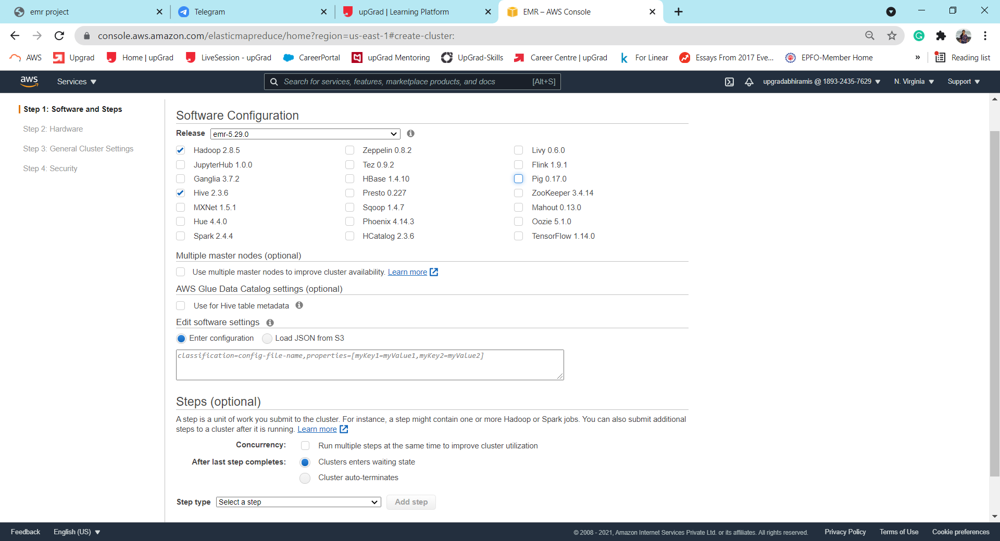 emr project
Telegram
upGrad | Learning Platform
EMR – AWS Console
console.aws.amazon.com/elasticmapreduce/home?region=us-east-1#create-cluster:
AWS
Upgrad
Home | upGrad
LiveSession - upGrad
CareerPortal
upGrad Mentoring
UpGrad-Skills
Career Centre | upGrad
For Linear
Essays From 2017 Eve...
EPFO-Member Home
»
Reading list
aws
Services
Search for services, features, marketplace products, and docs
[Alt+S]
upgradabhiramis @ 1893-2435-7629
N. Virginia
Support
Step 1: Software and Steps
Step 2: Hardware
Step 3: General Cluster Settings
Step 4: Security
Software Configuration
Release emr-5.29.0
Hadoop 2.8.5 Zeppelin 0.8.2 Livy 0.6.0
JupyterHub 1.0.0 Tez 0.9.2 Flink 1.9.1
Ganglia 3.7.2 HBase 1.4.10 Pig 0.17.0
Hive 2.3.6 Presto 0.227 ZooKeeper 3.4.14
MXNet 1.5.1 Sqoop 1.4.7 Mahout 0.13.0
Hue 4.4.0 Phoenix 4.14.3 Oozie 5.1.0
Spark 2.4.4 HCatalog 2.3.6 TensorFlow 1.14.0
Multiple master nodes (optional)
Use multiple master nodes to improve cluster availability. Learn more
AWS Glue Data Catalog settings (optional)
Use for Hive table metadata
Edit software settings
Enter configuration Load JSON from S3
classification=config-file-name,properties=[myKey1=myValue1,myKey2=myValue2]
Steps (optional)
A step is a unit of work you submit to the cluster. For instance, a step might contain one or more Hadoop or Spark jobs. You can also submit additional
steps to a cluster after it is running. Learn more
Concurrency: Run multiple steps at the same time to improve cluster utilization
After last step completes: Clusters enters waiting state
Cluster auto-terminates
Step type Select a step Add step
Feedback English (US)
© 2008 - 2021, Amazon Internet Services Private Ltd. or its affiliates. All rights reserved. Privacy Policy Terms of Use Cookie preferences